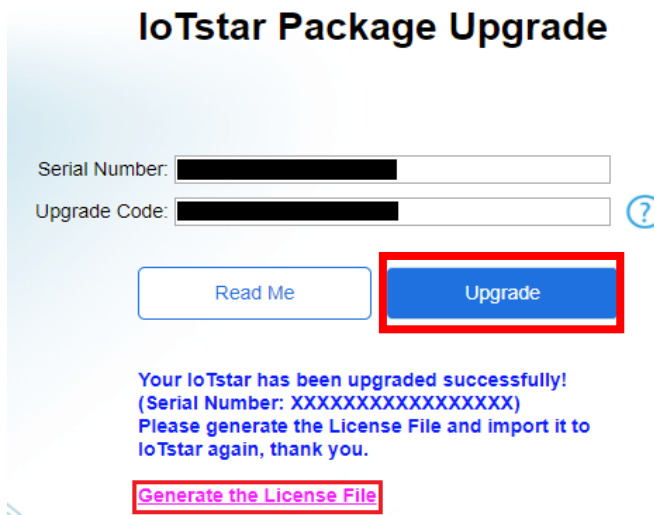 IoTstar Package Upgrade
Serial Number:
Upgrade Code:
?
Read Me
Upgrade
Your IoTstar has been upgraded successfully!
(Serial Number: XXXXXXXXXXXXXXXXX)
Please generate the License File and import it to
IoTstar again, thank you.
Generate the License File